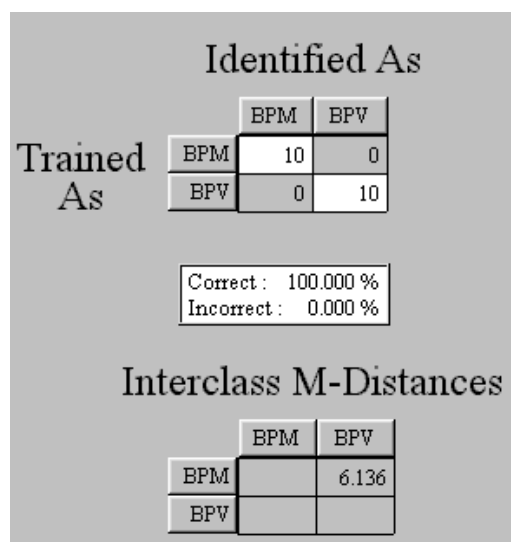 Identified As
BPM BPV
Trained As
BPM 10 0
BPV 0 10
Correct : 100.000 %
Incorrect : 0.000 %
Interclass M-Distances
BPM BPV
BPM 6.136
BPV